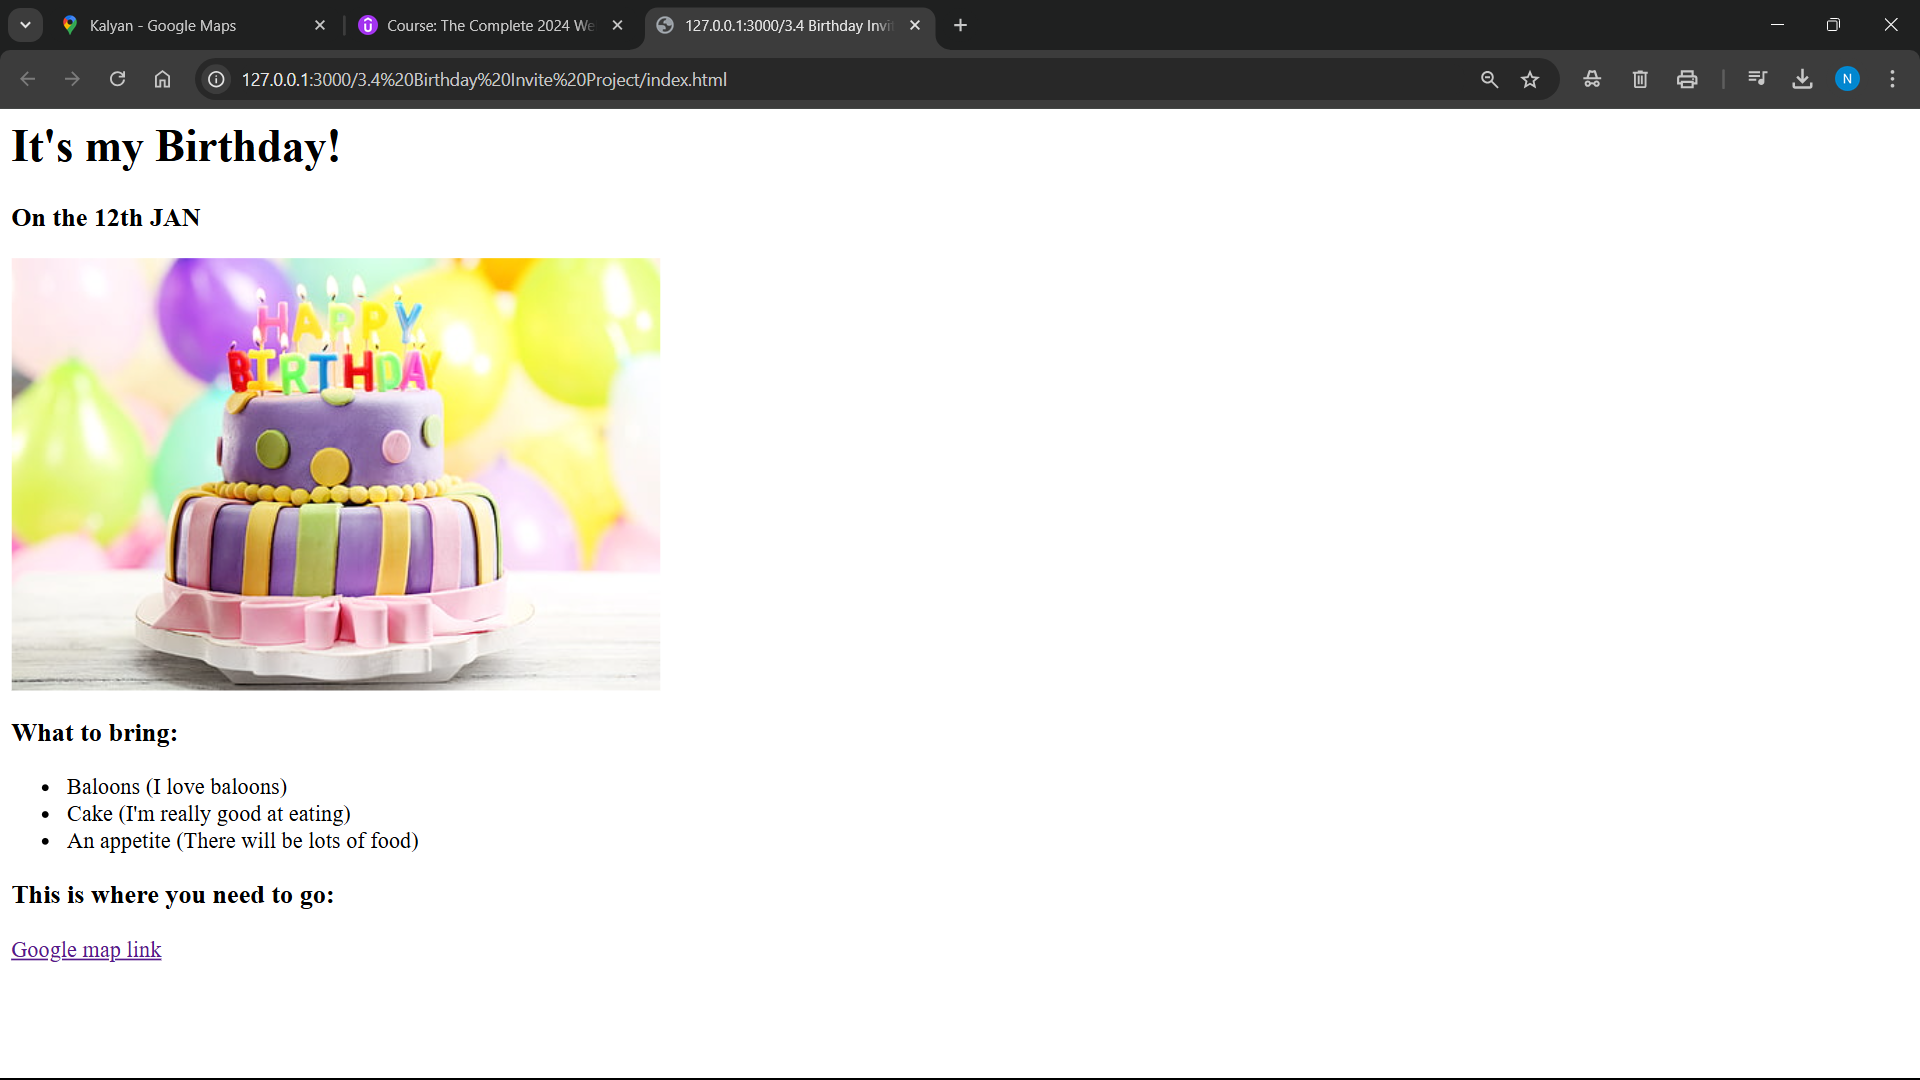 Kalyan - Google Maps
Course: The Complete 2024 We
127.0.0.1:3000/3.4 Birthday Invi
127.0.0.1:3000/3.4%20Birthday%20Invite%20Project/index.html
N
It's my Birthday!
On the 12th JAN
HAPPY
BIRTHDAY
What to bring:
Baloons (I love baloons)
Cake (I'm really good at eating)
An appetite (There will be lots of food)
This is where you need to go:
Google map link